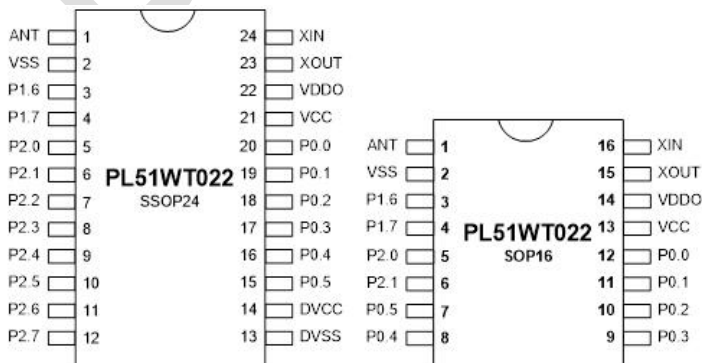 ANT 1 24 XIN
VSS 2 23 XOUT
P1.6 3 22 VDDO
P1.7 4 21 VCC
P2.0 5 20 P0.0
P2.1 6 19 P0.1
P2.2 7 18 P0.2
P2.3 8 17 P0.3
P2.4 9 16 P0.4
P2.5 10 15 P0.5
P2.6 11 14 DVCC
P2.7 12 13 DVSS
PL51WT022
SSOP24
ANT 1 16 XIN
VSS 2 15 XOUT
P1.6 3 14 VDDO
P1.7 4 13 VCC
P2.0 5 12 P0.0
P2.1 6 11 P0.1
P0.5 7 10 P0.2
P0.4 8 9 P0.3
PL51WT022
SOP16